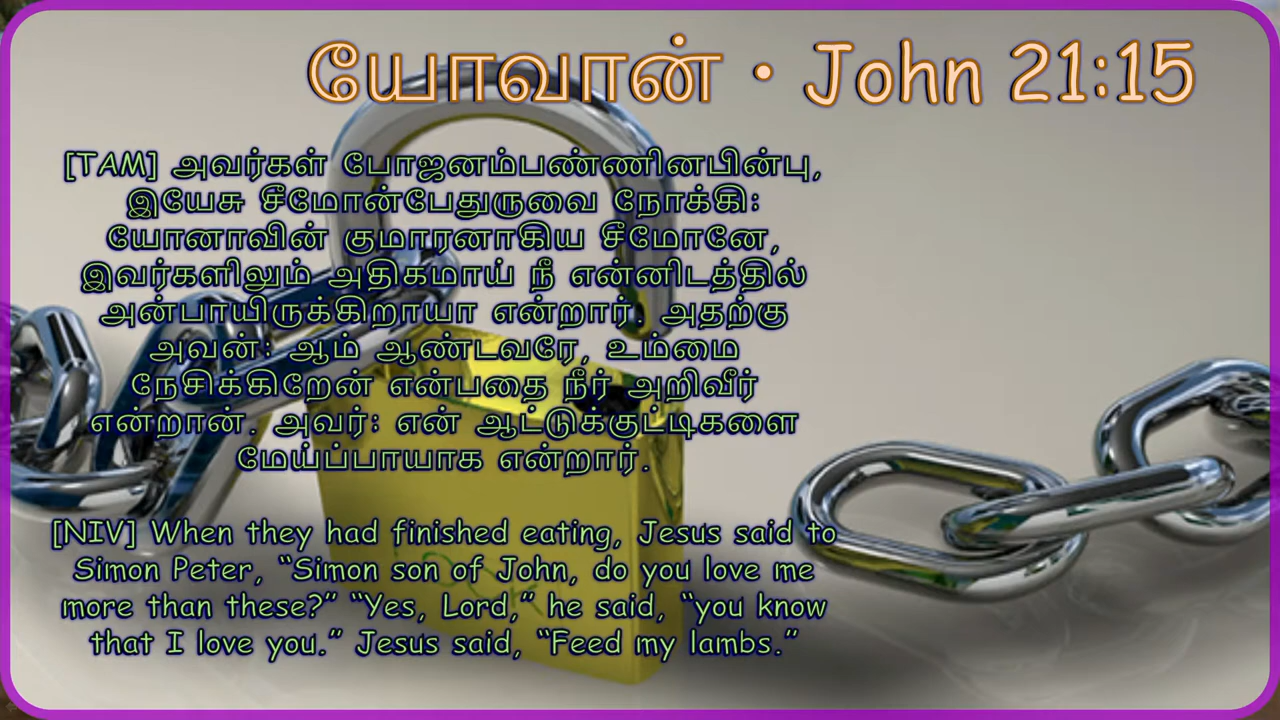 யோவான் • John 21:15
[TAM] அவர்கள் போஜனம்பண்ணினபின்பு,
இயேசு சீமோன்பேதுருவை நோக்கி:
யோனாவின் குமாரனாகிய சீமோனே,
இவர்களிலும் அதிகமாய் நீ என்னிடத்தில்
அன்பாயிருக்கிறாயா என்றார். அதற்கு
அவன்: ஆம் ஆண்டவரே, உம்மை
நேசிக்கிறேன் என்பதை நீர் அறிவீர்
என்றான். அவர்: என் ஆட்டுக்குட்டிகளை
மேய்ப்பாயாக என்றார்.
[NIV] When they had finished eating, Jesus said to
Simon Peter, “Simon son of John, do you love me
more than these?” “Yes, Lord,” he said, “you know
that I love you.” Jesus said, “Feed my lambs.”